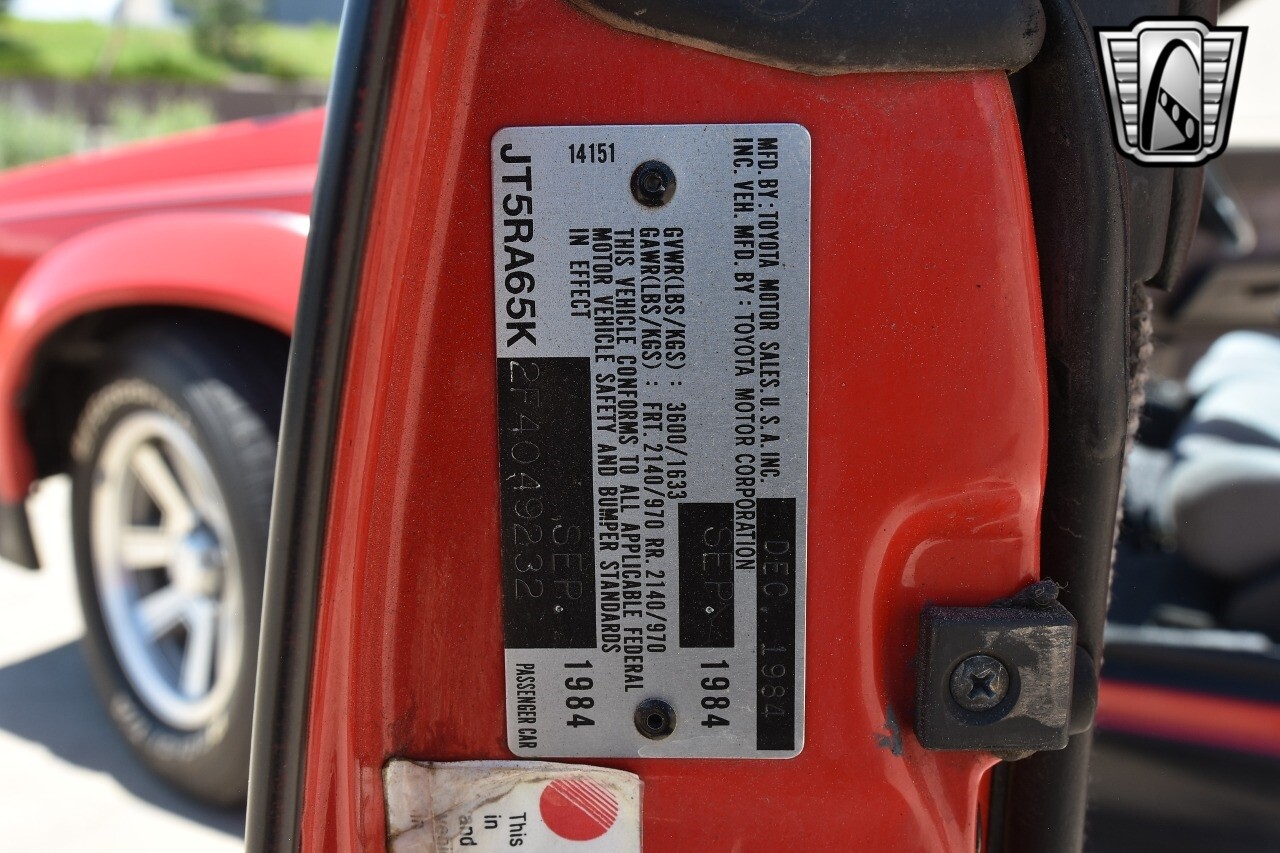 MFD. BY : TOYOTA MOTOR SALES. U. S. A. INC.
INC. VEH. MFD. BY : TOYOTA MOTOR CORPORATION
DEC. 1984
GVWR(LBS/KGS) : 3600/1633
SEP. 1984
GAWR(LBS/KGS) : FRT. 2140/970 RR. 2140/970
THIS VEHICLE CONFORMS TO ALL APPLICABLE FEDERAL
MOTOR VEHICLE SAFETY AND BUMPER STANDARDS
IN EFFECT SEP. 1984
14151
JT5RA65K 2F4049232
PASSENGER CAR
This
in
and
in